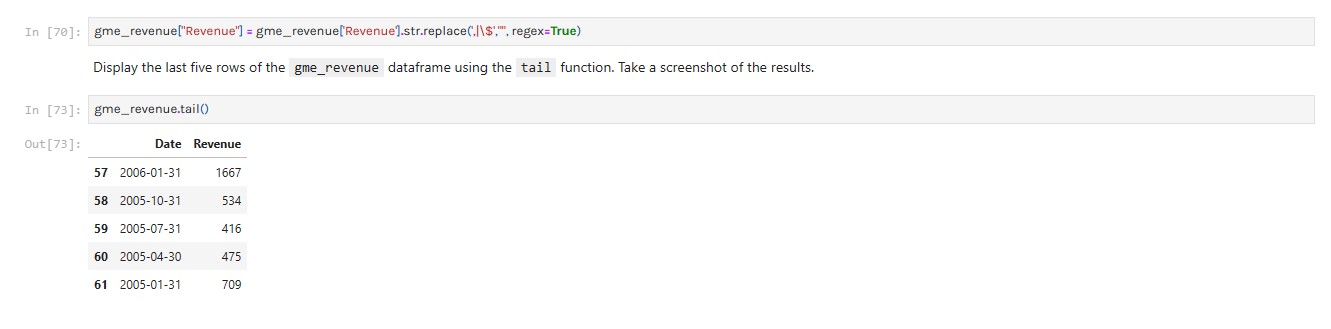 In [70]: gme_revenue["Revenue"] = gme_revenue['Revenue'].str.replace(',|\$',"", regex=True)
Display the last five rows of the gme_revenue dataframe using the tail function. Take a screenshot of the results.
In [73]: gme_revenue.tail()
Out[73]:
Date Revenue
57 2006-01-31 1667
58 2005-10-31 534
59 2005-07-31 416
60 2005-04-30 475
61 2005-01-31 709